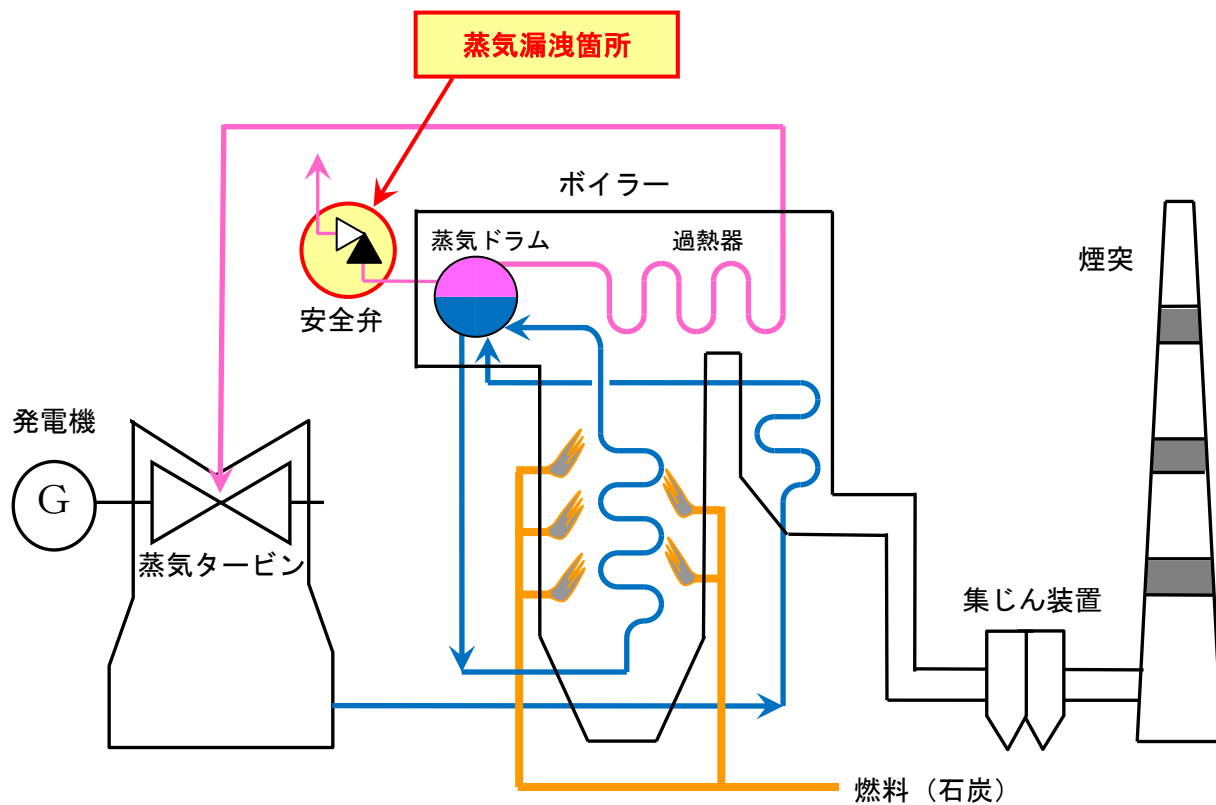 蒸気漏洩箇所
ボイラー
蒸気ドラム
過熱器
煙突
安全弁
発電機
G
蒸気タービン
集じん装置
燃料（石炭）